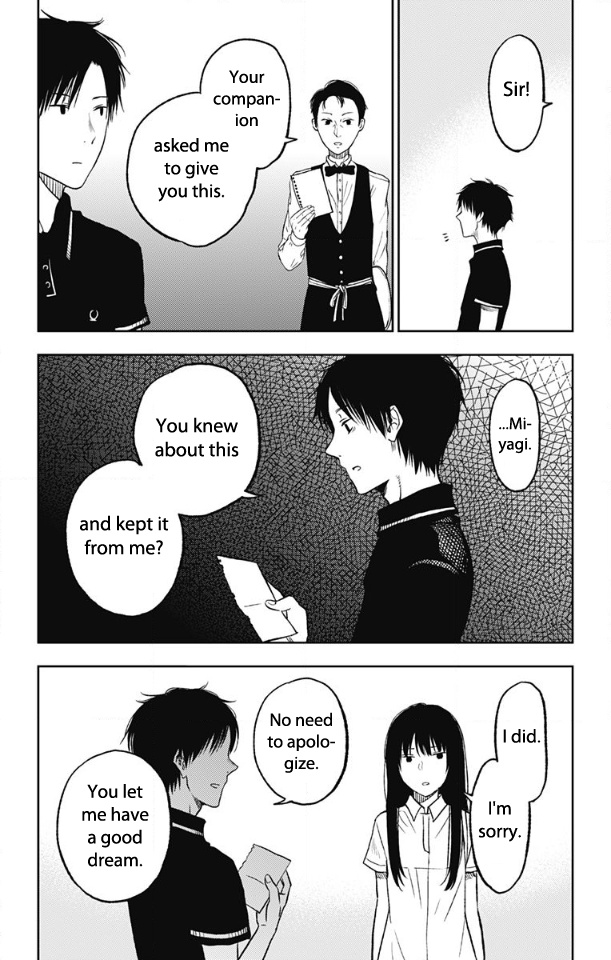 Sir!
Your
compan-
ion
asked me
to give
you this.
...Mi-
yagi.
You knew
about this
and kept it
from me?
I did.
I'm
sorry.
No need
to apolo-
gize.
You let
me have
a good
dream.